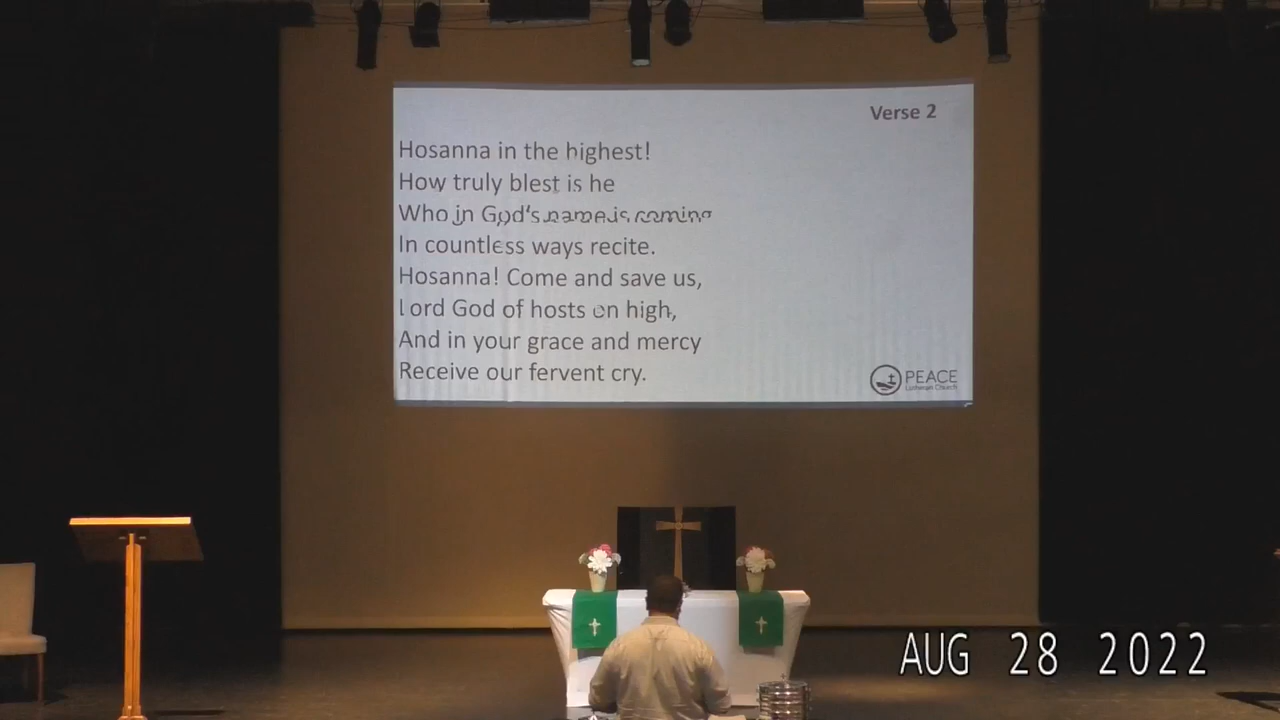 Verse 2
Hosanna in the highest!
How truly blest is he
Who in God's name is coming
In countless ways recite.
Hosanna! Come and save us,
Lord God of hosts on high,
And in your grace and mercy
Receive our fervent cry.
PEACE
Lutheran Church
AUG 28 2022